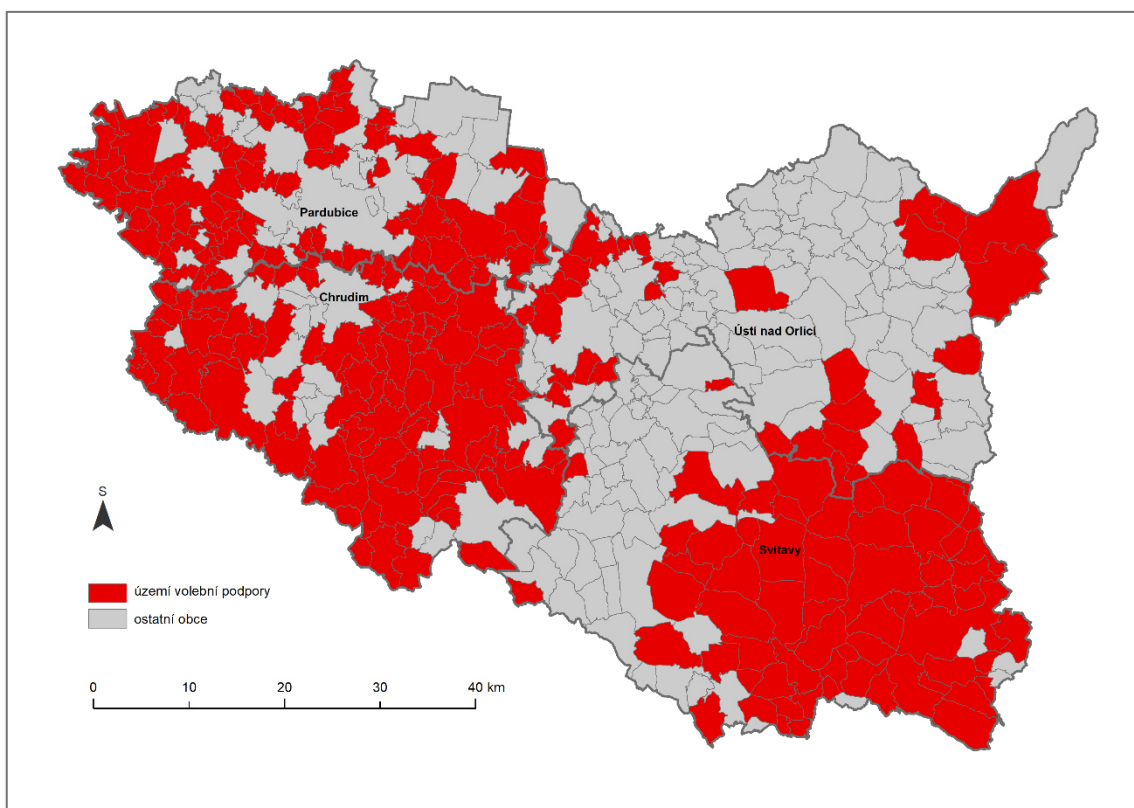 Pardubice
Chrudim
Ústí nad Orlicí
Svitavy
S
území volební podpory
ostatní obce
0 10 20 30 40 km